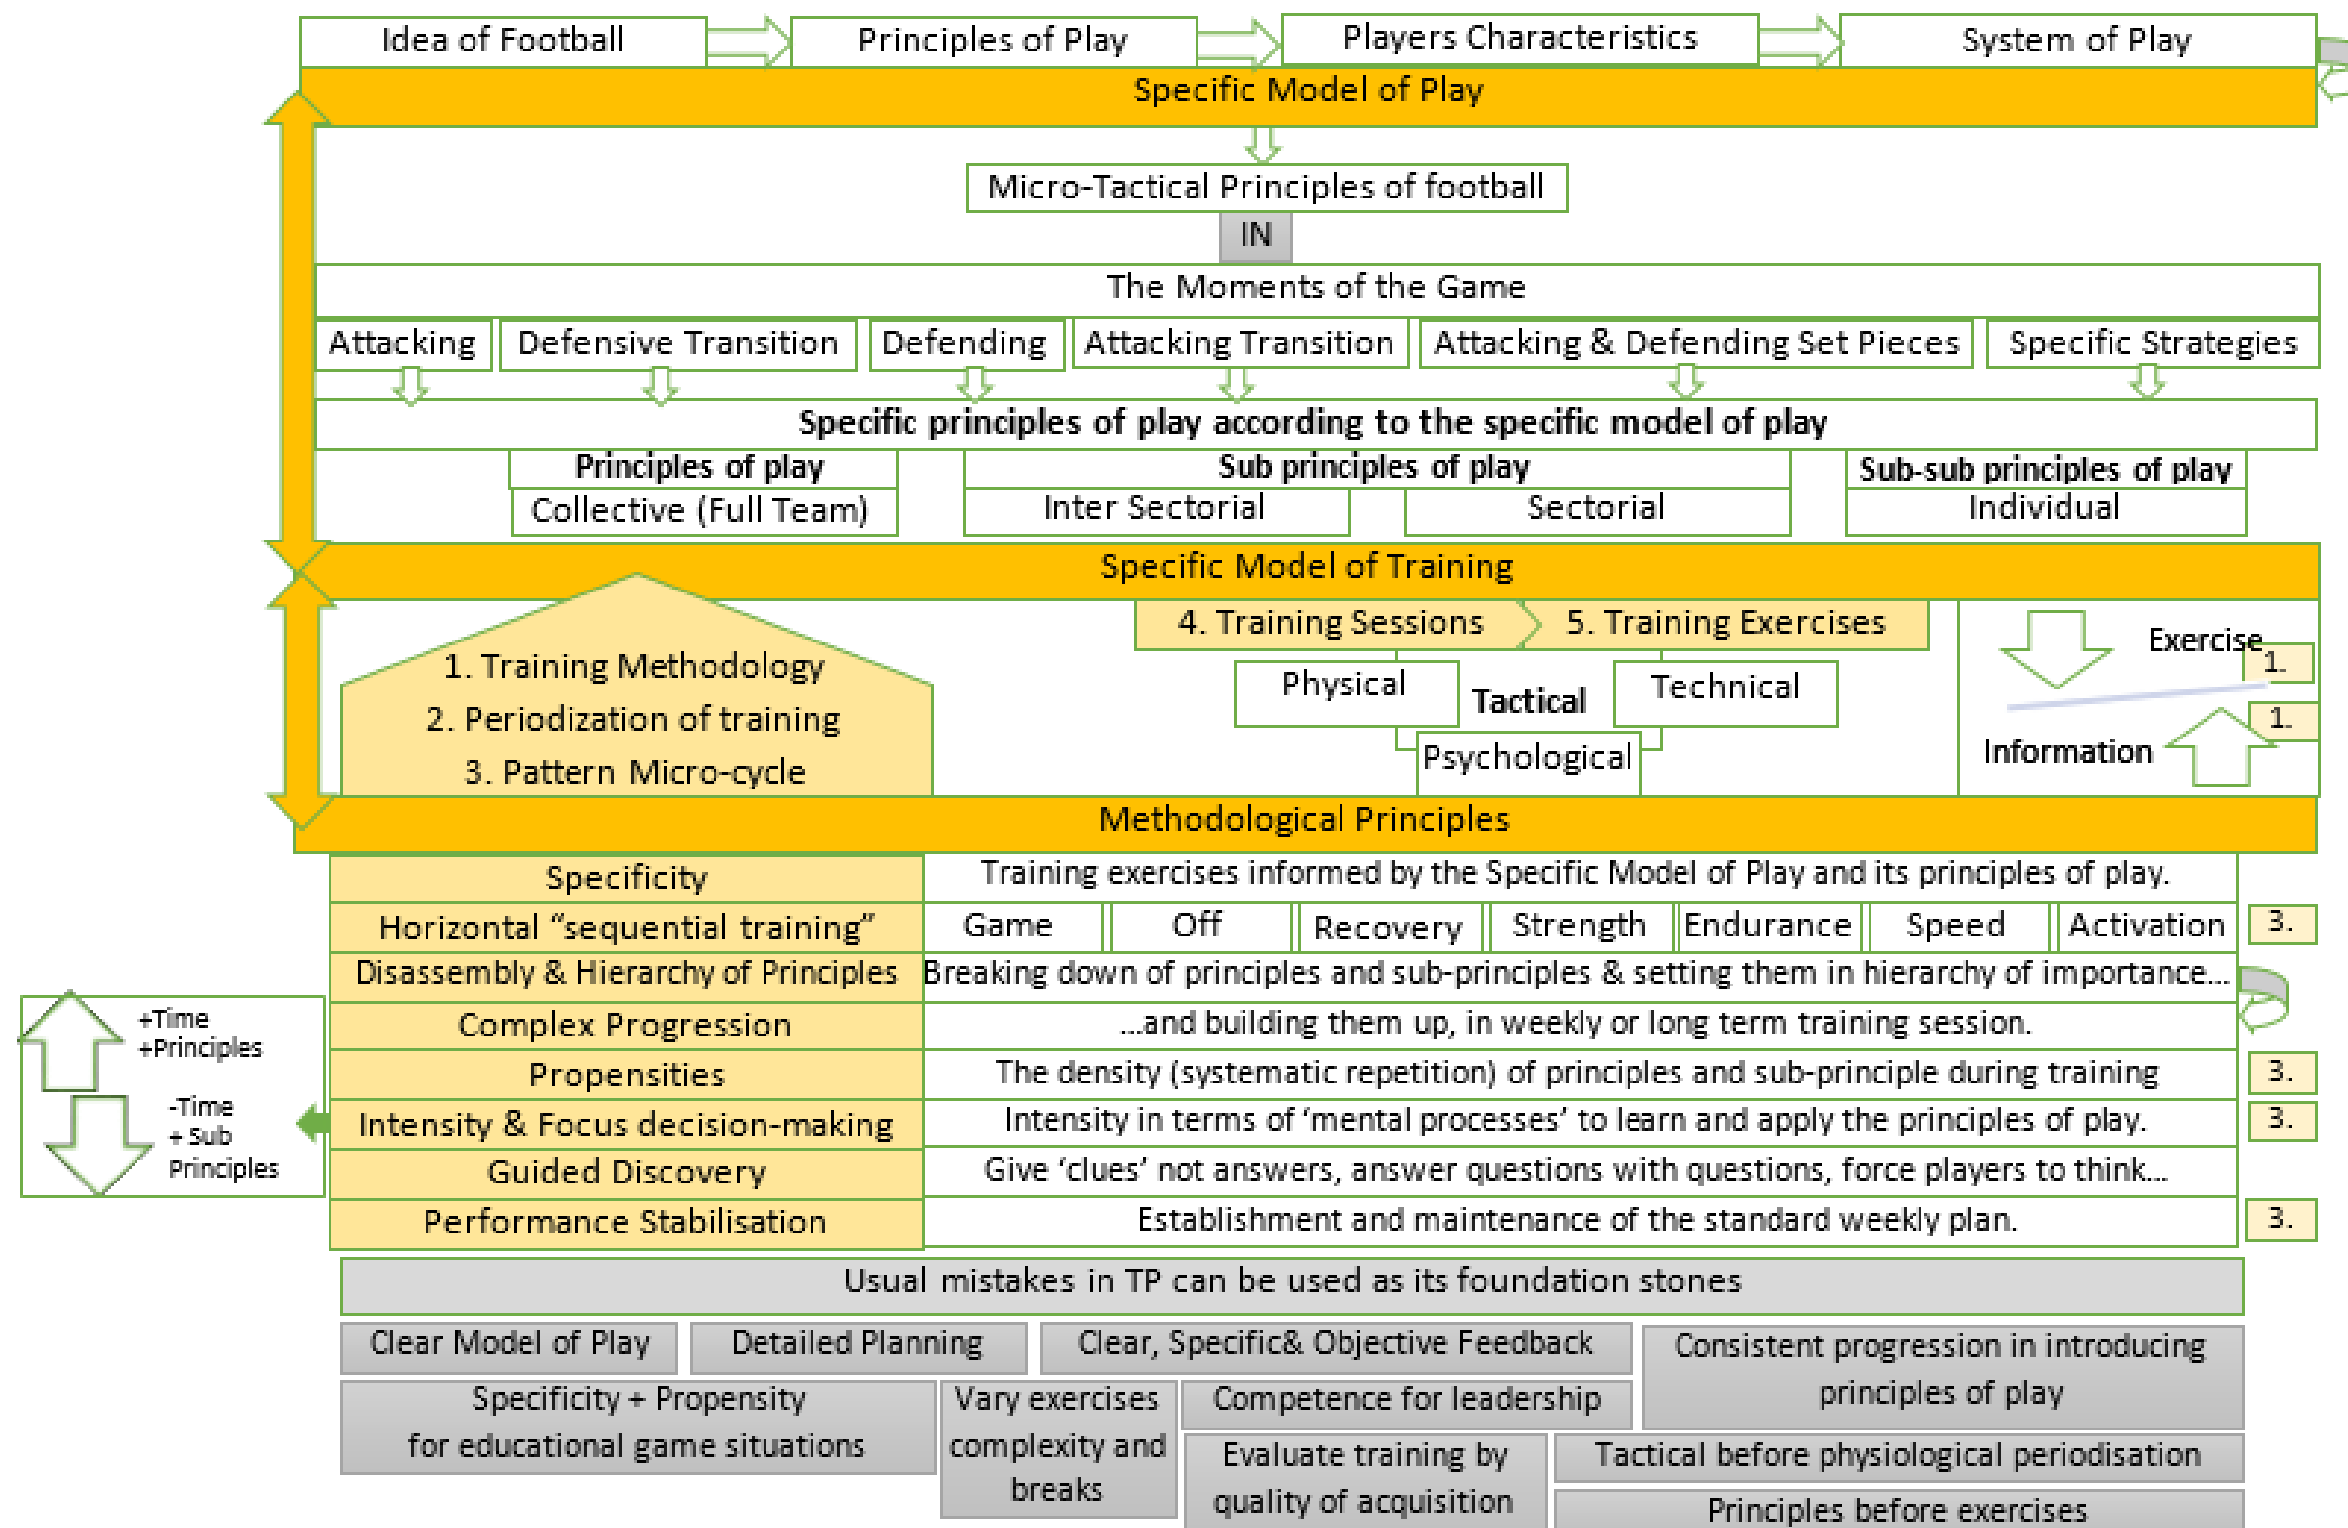 Idea of Football
Principles of Play
Players Characteristics
System of Play
Specific Model of Play
Micro-Tactical Principles of football
IN
The Moments of the Game
Attacking
Defensive Transition
Defending
Attacking Transition
Attacking & Defending Set Pieces
Specific Strategies
Specific principles of play according to the specific model of play
Principles of play
Sub principles of play
Sub-sub principles of play
Collective (Full Team)
Inter Sectorial
Sectorial
Individual
Specific Model of Training
1. Training Methodology
2. Periodization of training
3. Pattern Micro-cycle
4. Training Sessions
5. Training Exercises
Physical
Tactical
Technical
Psychological
Exercise
1.
1.
Information
Methodological Principles
Specificity
Training exercises informed by the Specific Model of Play and its principles of play.
Horizontal “sequential training”
Game
Off
Recovery
Strength
Endurance
Speed
Activation
3.
Disassembly & Hierarchy of Principles
Breaking down of principles and sub-principles & setting them in hierarchy of importance...
Complex Progression
...and building them up, in weekly or long term training session.
Propensities
The density (systematic repetition) of principles and sub-principle during training
3.
Intensity & Focus decision-making
Intensity in terms of ‘mental processes’ to learn and apply the principles of play.
3.
Guided Discovery
Give ‘clues’ not answers, answer questions with questions, force players to think...
Performance Stabilisation
Establishment and maintenance of the standard weekly plan.
3.
+Time
+Principles
-Time
+ Sub
Principles
Usual mistakes in TP can be used as its foundation stones
Clear Model of Play
Detailed Planning
Clear, Specific& Objective Feedback
Consistent progression in introducing
principles of play
Specificity + Propensity
for educational game situations
Vary exercises
complexity and
breaks
Competence for leadership
Evaluate training by
quality of acquisition
Tactical before physiological periodisation
Principles before exercises